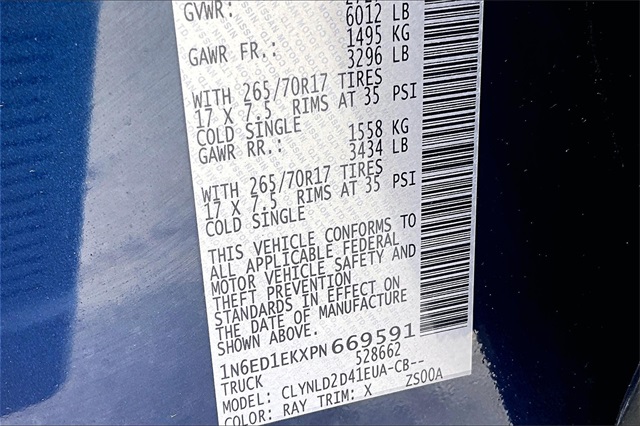 GVWR:
6012 LB
1495 KG
GAWR FR.: 3296 LB
WITH 265/70R17 TIRES
17 X 7.5 RIMS AT 35 PSI
COLD SINGLE
1558 KG
GAWR RR.: 3434 LB
WITH 265/70R17 TIRES
17 X 7.5 RIMS AT 35 PSI
COLD SINGLE
THIS VEHICLE CONFORMS TO
ALL APPLICABLE FEDERAL
MOTOR VEHICLE SAFETY AND
THEFT PREVENTION
STANDARDS IN EFFECT ON
THE DATE OF MANUFACTURE
SHOWN ABOVE.
1N6ED1EKXPN669591
TRUCK 528662
MODEL: CLYNLD2D41EUA-CB--
COLOR: RAY TRIM: X ZS00A